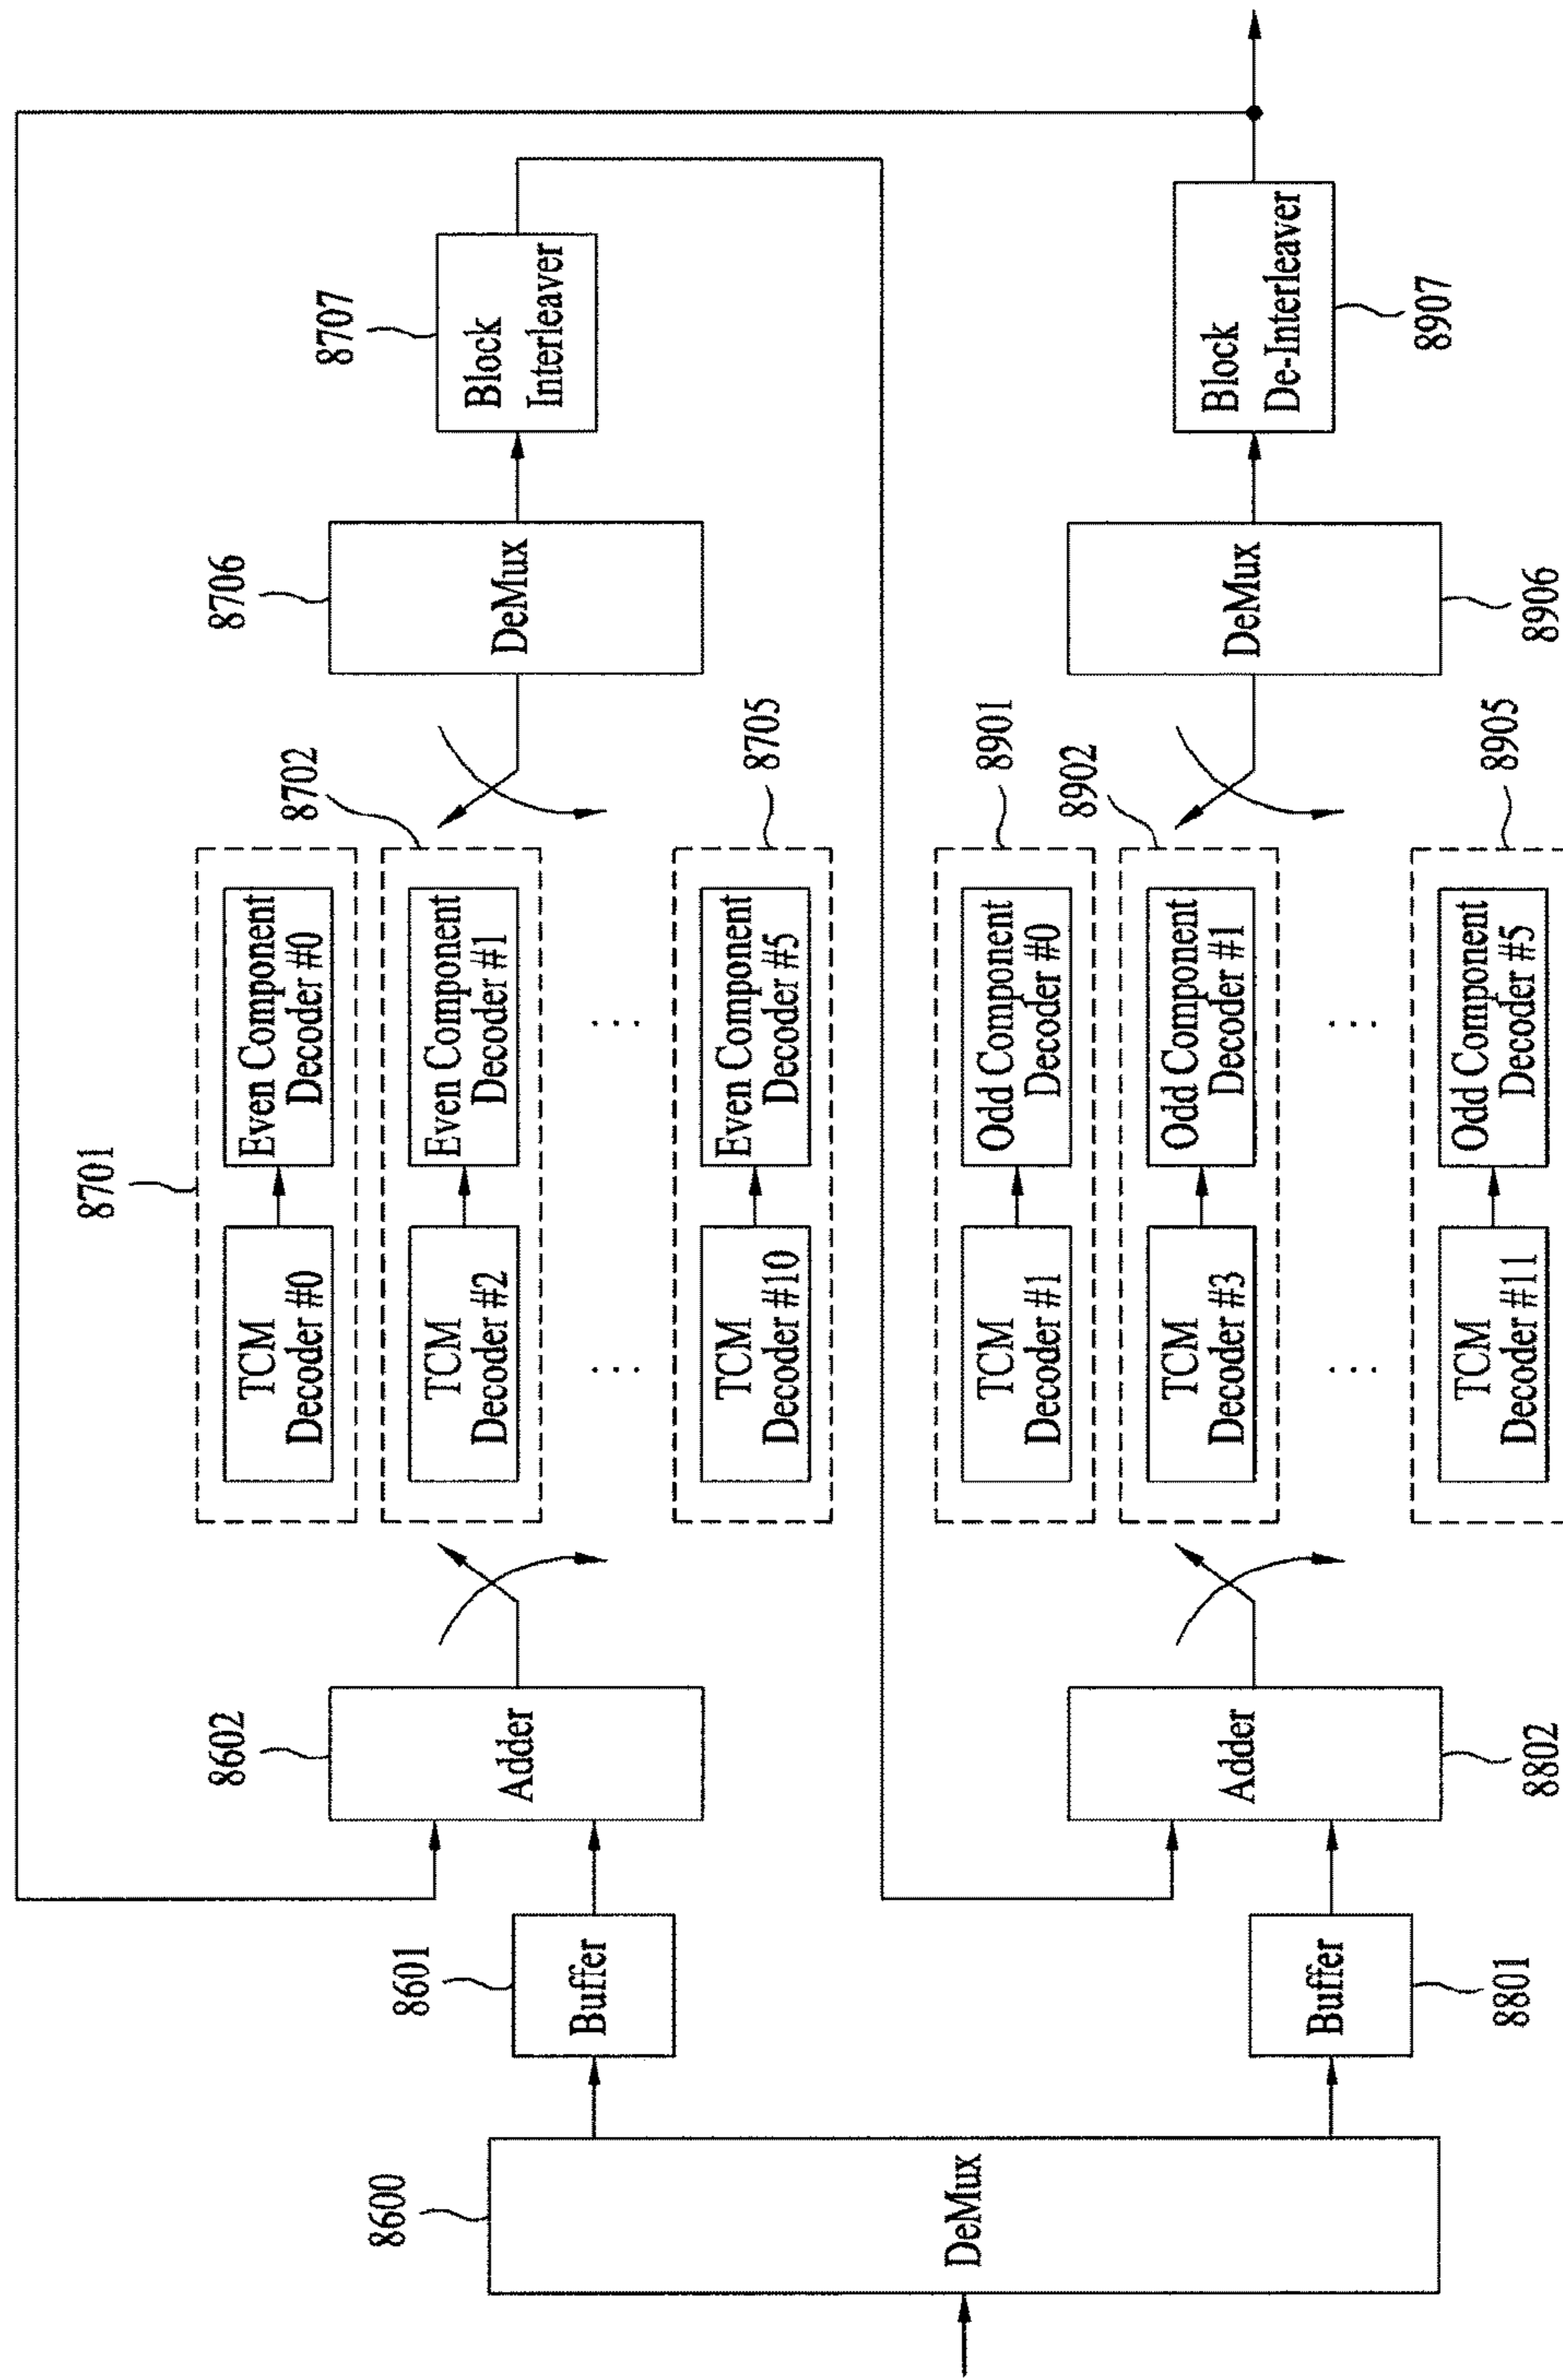 8600
DeMux
8601
Buffer
8602
Adder
8701
TCM
Decoder #0
Even Component
Decoder #0
8702
TCM
Decoder #2
Even Component
Decoder #1
...
...
8705
TCM
Decoder #10
Even Component
Decoder #5
8706
DeMux
8707
Block
Interleaver
8801
Buffer
8802
Adder
8901
TCM
Decoder #1
Odd Component
Decoder #0
8902
TCM
Decoder #3
Odd Component
Decoder #1
...
...
8905
TCM
Decoder #11
Odd Component
Decoder #5
8906
DeMux
8907
Block
De-Interleaver